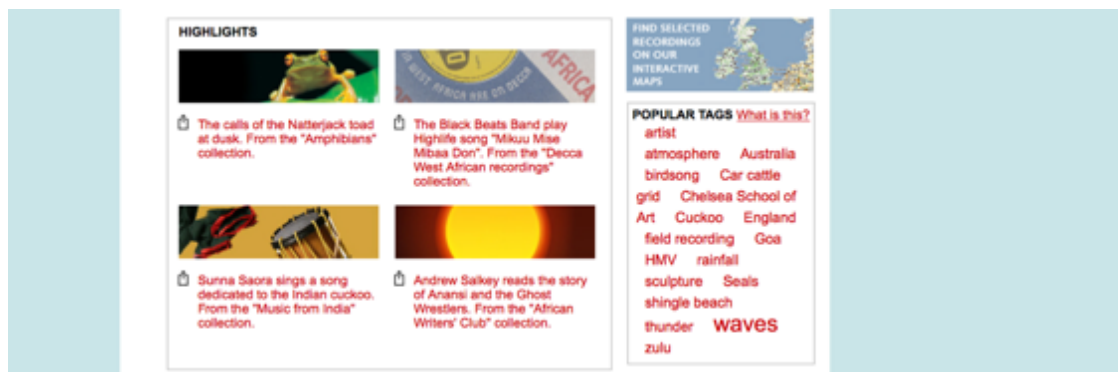 HIGHLIGHTS
WEST AFRICA
AFRICA
The calls of the Natterjack toad
at dusk. From the "Amphibians"
collection.
The Black Beats Band play
Highlife song "Mikuu Mise
Mibaa Don". From the "Decca
West African recordings"
collection.
Sunna Saora sings a song
dedicated to the Indian cuckoo.
From the "Music from India"
collection.
Andrew Salkey reads the story
of Anansi and the Ghost
Wrestlers. From the "African
Writers' Club" collection.
FIND SELECTED
RECORDINGS
ON OUR
INTERACTIVE
MAPS
POPULAR TAGS What is this?
artist
atmosphere Australia
birdsong Car cattle
grid Chelsea School of
Art Cuckoo England
field recording Goa
HMV rainfall
sculpture Seals
shingle beach
thunder waves
zulu